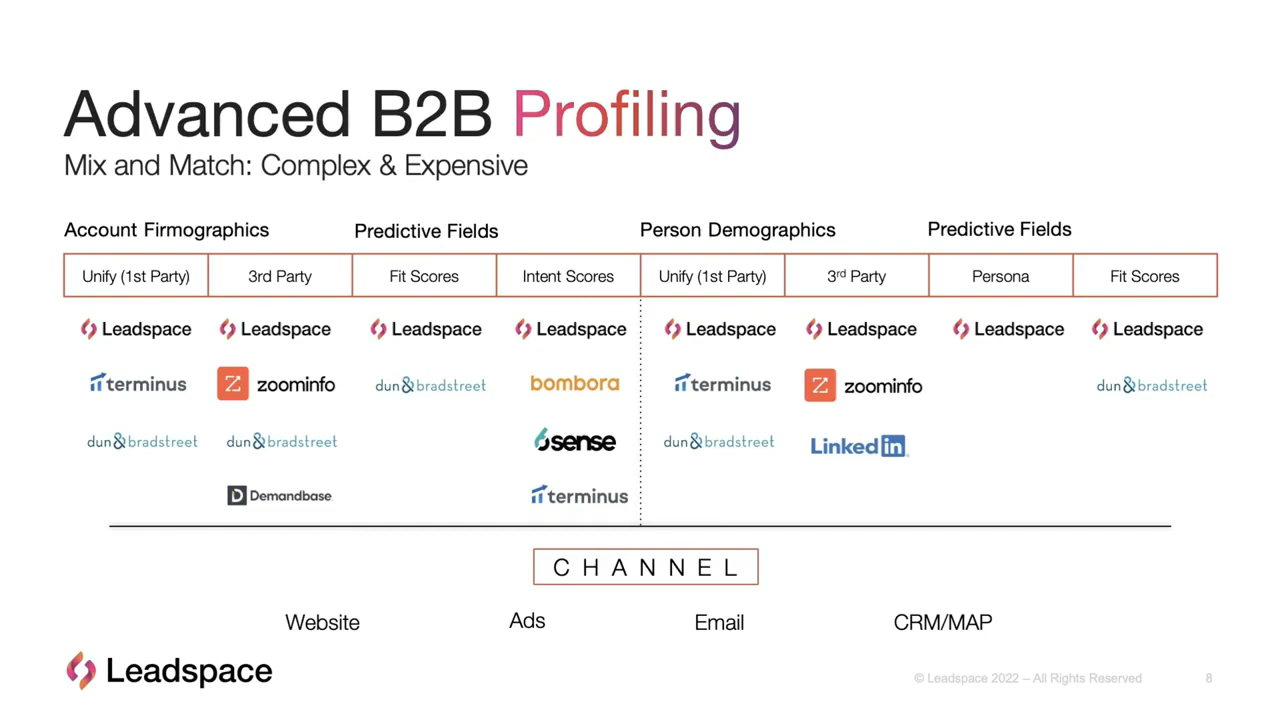 Advanced B2B Profiling
Mix and Match: Complex & Expensive
Account Firmographics Predictive Fields Person Demographics Predictive Fields
Unify (1st Party) 3rd Party Fit Scores Intent Scores Unify (1st Party) 3rd Party Persona Fit Scores
Leadspace Leadspace Leadspace Leadspace Leadspace Leadspace Leadspace Leadspace
terminus zoominfo dun & bradstreet bombora terminus zoominfo dun & bradstreet
dun & bradstreet dun & bradstreet 6sense dun & bradstreet Linked in
Demandbase terminus
CHANNEL
Website Ads Email CRM/MAP
Leadspace
© Leadspace 2022 – All Rights Reserved 8